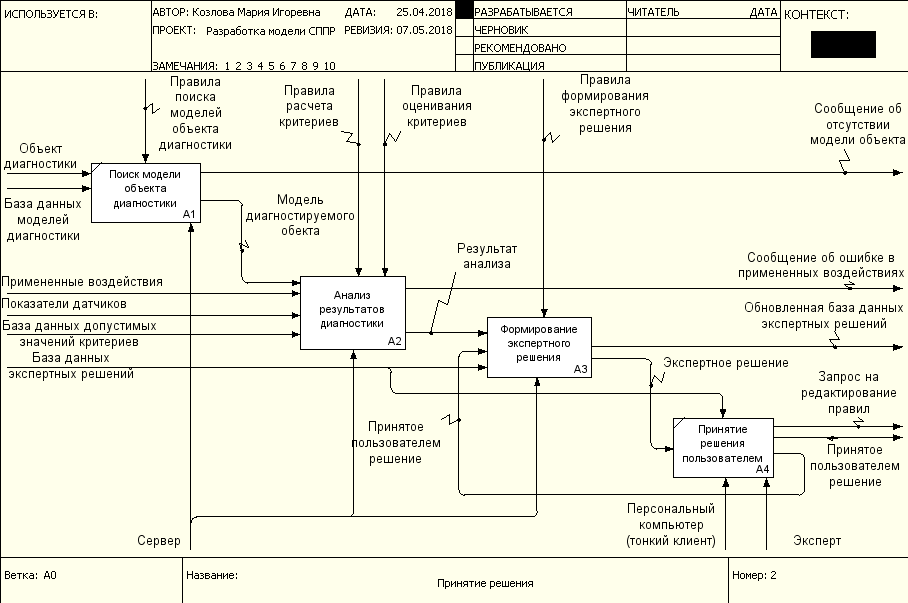 ИСПОЛЬЗУЕТСЯ В:
АВТОР: Козлова Мария Игоревна
ДАТА: 25.04.2018
ПРОЕКТ: Разработка модели СППР
РЕВИЗИЯ: 07.05.2018
ЗАМЕЧАНИЯ: 1 2 3 4 5 6 7 8 9 10
РАЗРАБАТЫВАЕТСЯ
ЧЕРНОВИК
РЕКОМЕНДОВАНО
ПУБЛИКАЦИЯ
ЧИТАТЕЛЬ
ДАТА
КОНТЕКСТ:
Правила
поиска
моделей
объекта
диагностики
Правила
расчета
критериев
Правила
оценивания
критериев
Правила
формирования
экспертного
решения
Сообщение об
отсутствии
модели объекта
Объект
диагностики
База данных
моделей
диагностики
Поиск модели
объекта
диагностики
A1
Модель
диагностируемого
обекта
Результат
анализа
Сообщение об ошибке в
примененных воздействиях
Примененные воздействия
Показатели датчиков
База данных допустимых
значений критериев
База данных
экспертных решений
Анализ
результатов
диагностики
A2
Обновленная база данных
экспертных решений
Формирование
экспертного
решения
A3
Экспертное решение
Запрос на
редактирование
правил
Принятое
пользователем
решение
Принятие
решения
пользователем
A4
Принятое
пользователем
решение
Персональный
компьютер
(тонкий клиент)
Сервер
Эксперт
Ветка: A0
Название:
Принятие решения
Номер: 2